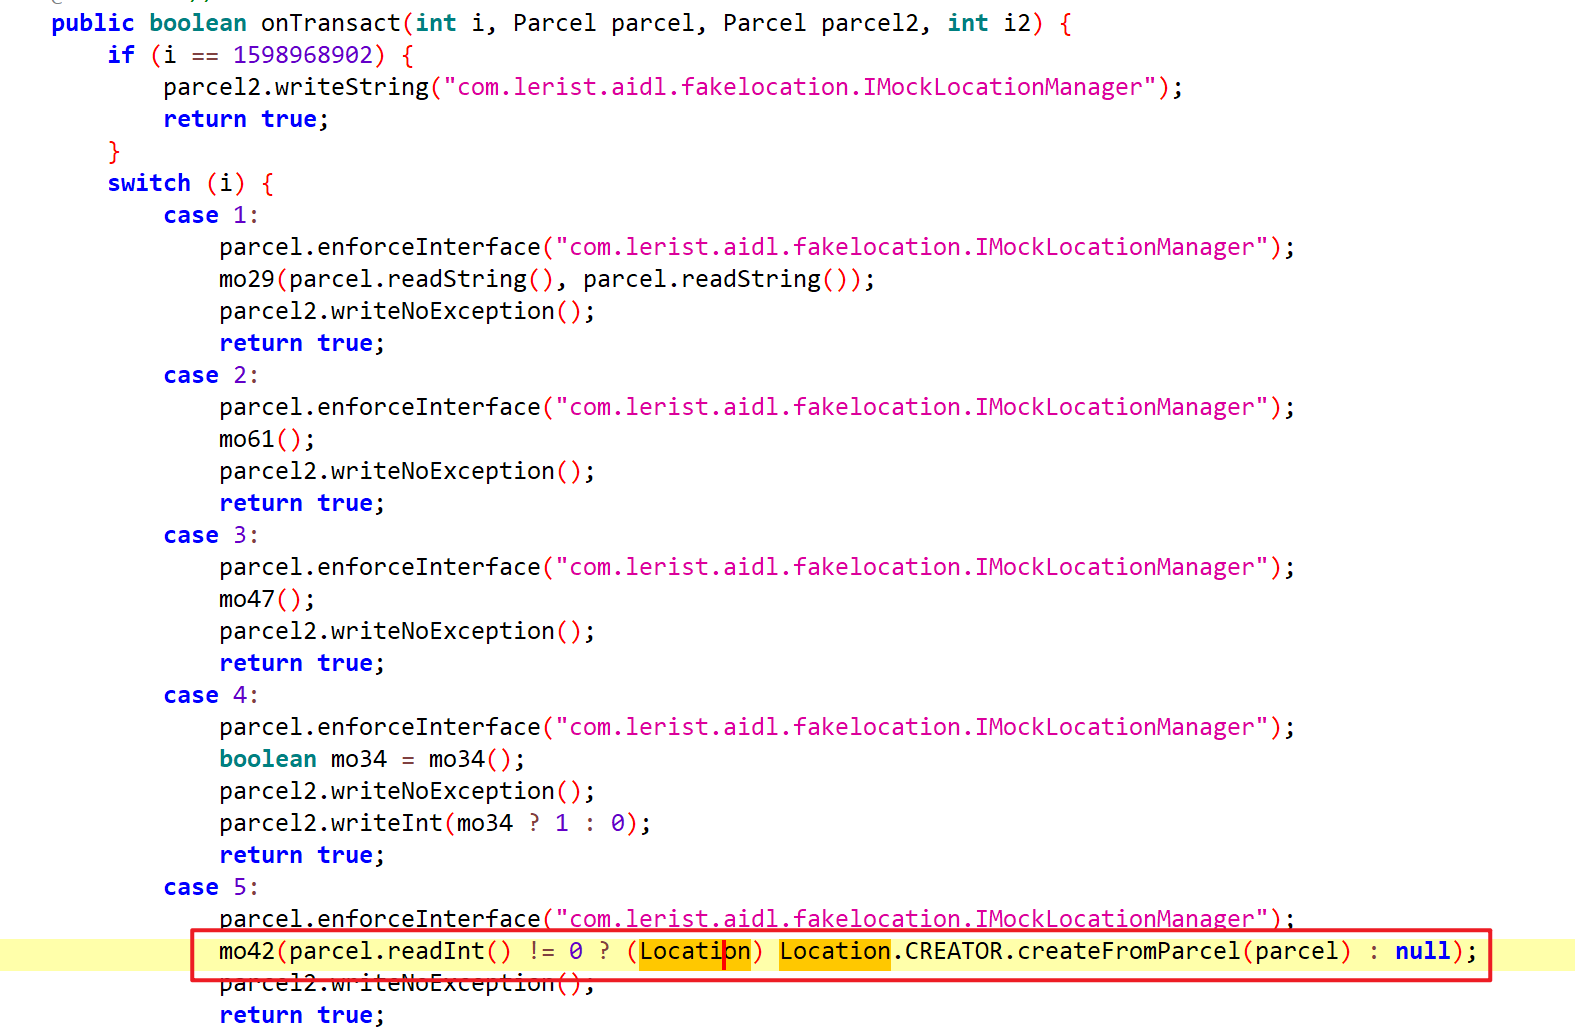 public boolean onTransact(int i, Parcel parcel, Parcel parcel2, int i2) {
if (i == 1598968902) {
parcel2.writeString("com.lerist.aidl.fakelocation.IMockLocationManager");
return true;
}
switch (i) {
case 1:
parcel.enforceInterface("com.lerist.aidl.fakelocation.IMockLocationManager");
mo29(parcel.readString(), parcel.readString());
parcel2.writeNoException();
return true;
case 2:
parcel.enforceInterface("com.lerist.aidl.fakelocation.IMockLocationManager");
mo61();
parcel2.writeNoException();
return true;
case 3:
parcel.enforceInterface("com.lerist.aidl.fakelocation.IMockLocationManager");
mo47();
parcel2.writeNoException();
return true;
case 4:
parcel.enforceInterface("com.lerist.aidl.fakelocation.IMockLocationManager");
boolean mo34 = mo34();
parcel2.writeNoException();
parcel2.writeInt(mo34 ? 1 : 0);
return true;
case 5:
parcel.enforceInterface("com.lerist.aidl.fakelocation.IMockLocationManager");
mo42(parcel.readInt() != 0 ? (Location) Location.CREATOR.createFromParcel(parcel) : null);
parcel2.writeNoException();
return true;